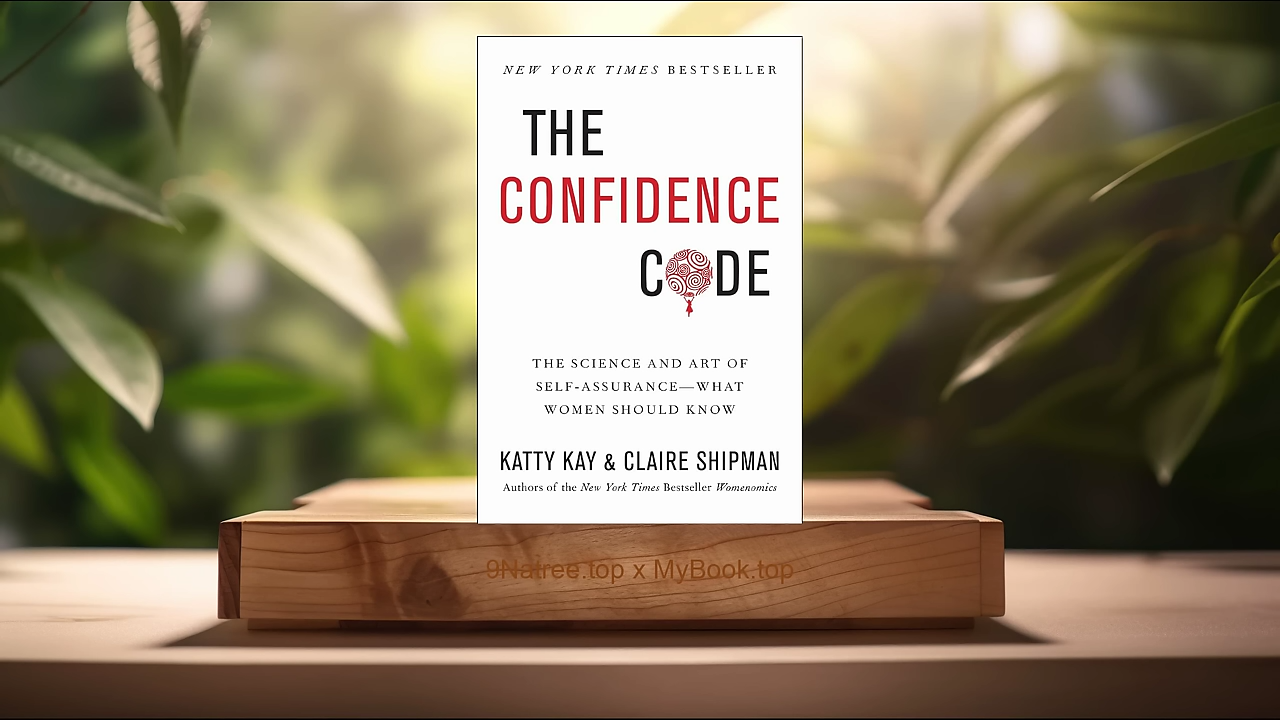 NEW YORK TIMES BESTSELLER
THE
CONFIDENCE
CODE
THE SCIENCE AND ART OF
SELF-ASSURANCE—WHAT
WOMEN SHOULD KNOW
KATTY KAY & CLAIRE SHIPMAN
Authors of the New York Times Bestseller Womenomics
9Natree.top x MyBook.top